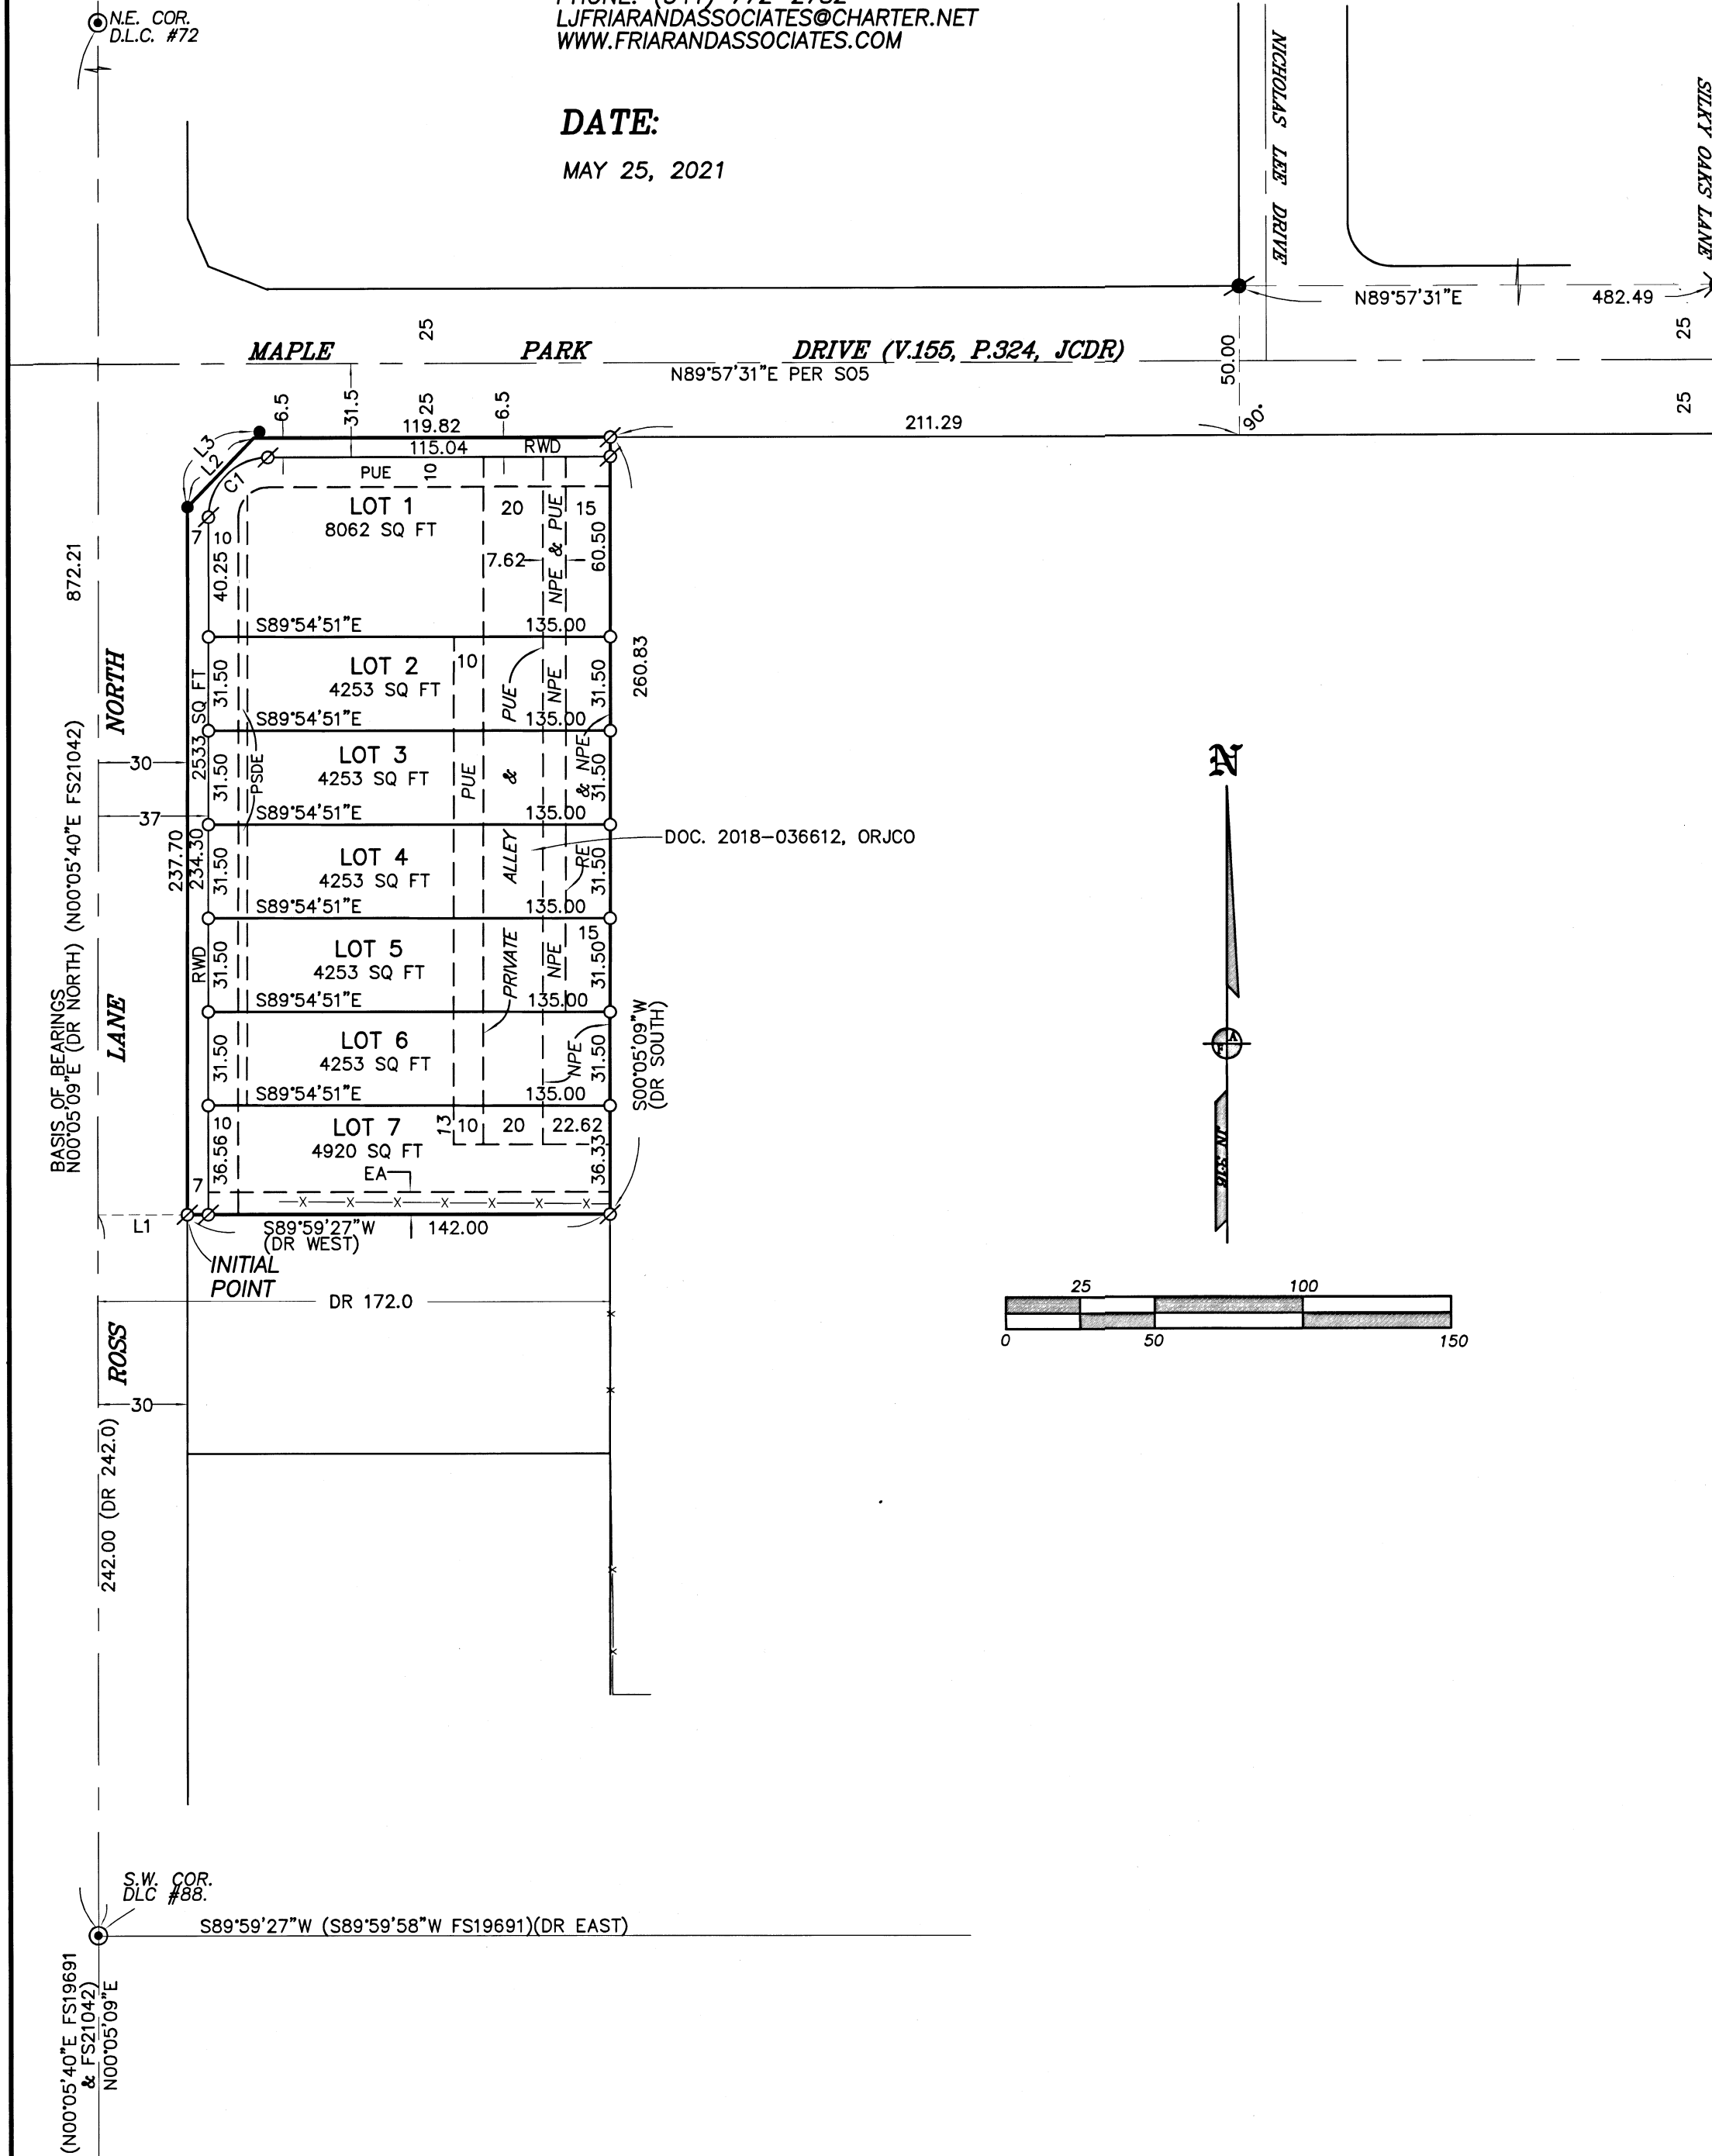 N.E. COR.
D.L.C. #72
LJFRIARANDASSOCIATES@CHARTER.NET
WWW.FRIARANDASSOCIATES.COM
DATE:
MAY 25, 2021
NICHOLAS LEE DRIVE
SILKY OAKS LANE
N89°57'31"E
482.49
25
25
MAPLE PARK DRIVE (V.155, P.324, JCDR)
N89°57'31"E PER S05
50.00
90°
25
6.5
31.5
25
6.5
119.82
211.29
115.04
RWD
L3
L2
C1
PUE
10
LOT 1
8062 SQ FT
20
15
7
10
40.25
7.62
NPE & PUE
60.50
872.21
S89°54'51"E
135.00
260.83
NORTH
LOT 2
4253 SQ FT
10
31.50
PUE
NPE
31.50
2533 SQ FT
S89°54'51"E
135.00
LOT 3
4253 SQ FT
30
31.50
PSDE
PUE
&
& NPE
31.50
37
S89°54'51"E
135.00
DOC. 2018-036612, ORJCO
237.70
234.30
LOT 4
4253 SQ FT
31.50
ALLEY
RE
31.50
S89°54'51"E
135.00
BASIS OF BEARINGS
N00°05'09"E (DR NORTH) (N00°05'40"E FS21042)
LOT 5
4253 SQ FT
RWD
31.50
PRIVATE
NPE
15
31.50
S89°54'51"E
135.00
LANE
LOT 6
4253 SQ FT
31.50
NPE
31.50
S00°05'09"W
(DR SOUTH)
S89°54'51"E
135.00
LOT 7
4920 SQ FT
10
13
10
20
22.62
36.56
36.33
EA
7
X X X X X X X
L1
S89°59'27"W
142.00
(DR WEST)
INITIAL
POINT
DR 172.0
ROSS
30
242.00 (DR 242.0)
N
A
F
JN 936
25
100
0
50
150
S.W. COR.
DLC #88.
S89°59'27"W (S89°59'58"W FS19691)(DR EAST)
(N00°05'40"E FS19691
& FS21042)
N00°05'09"E